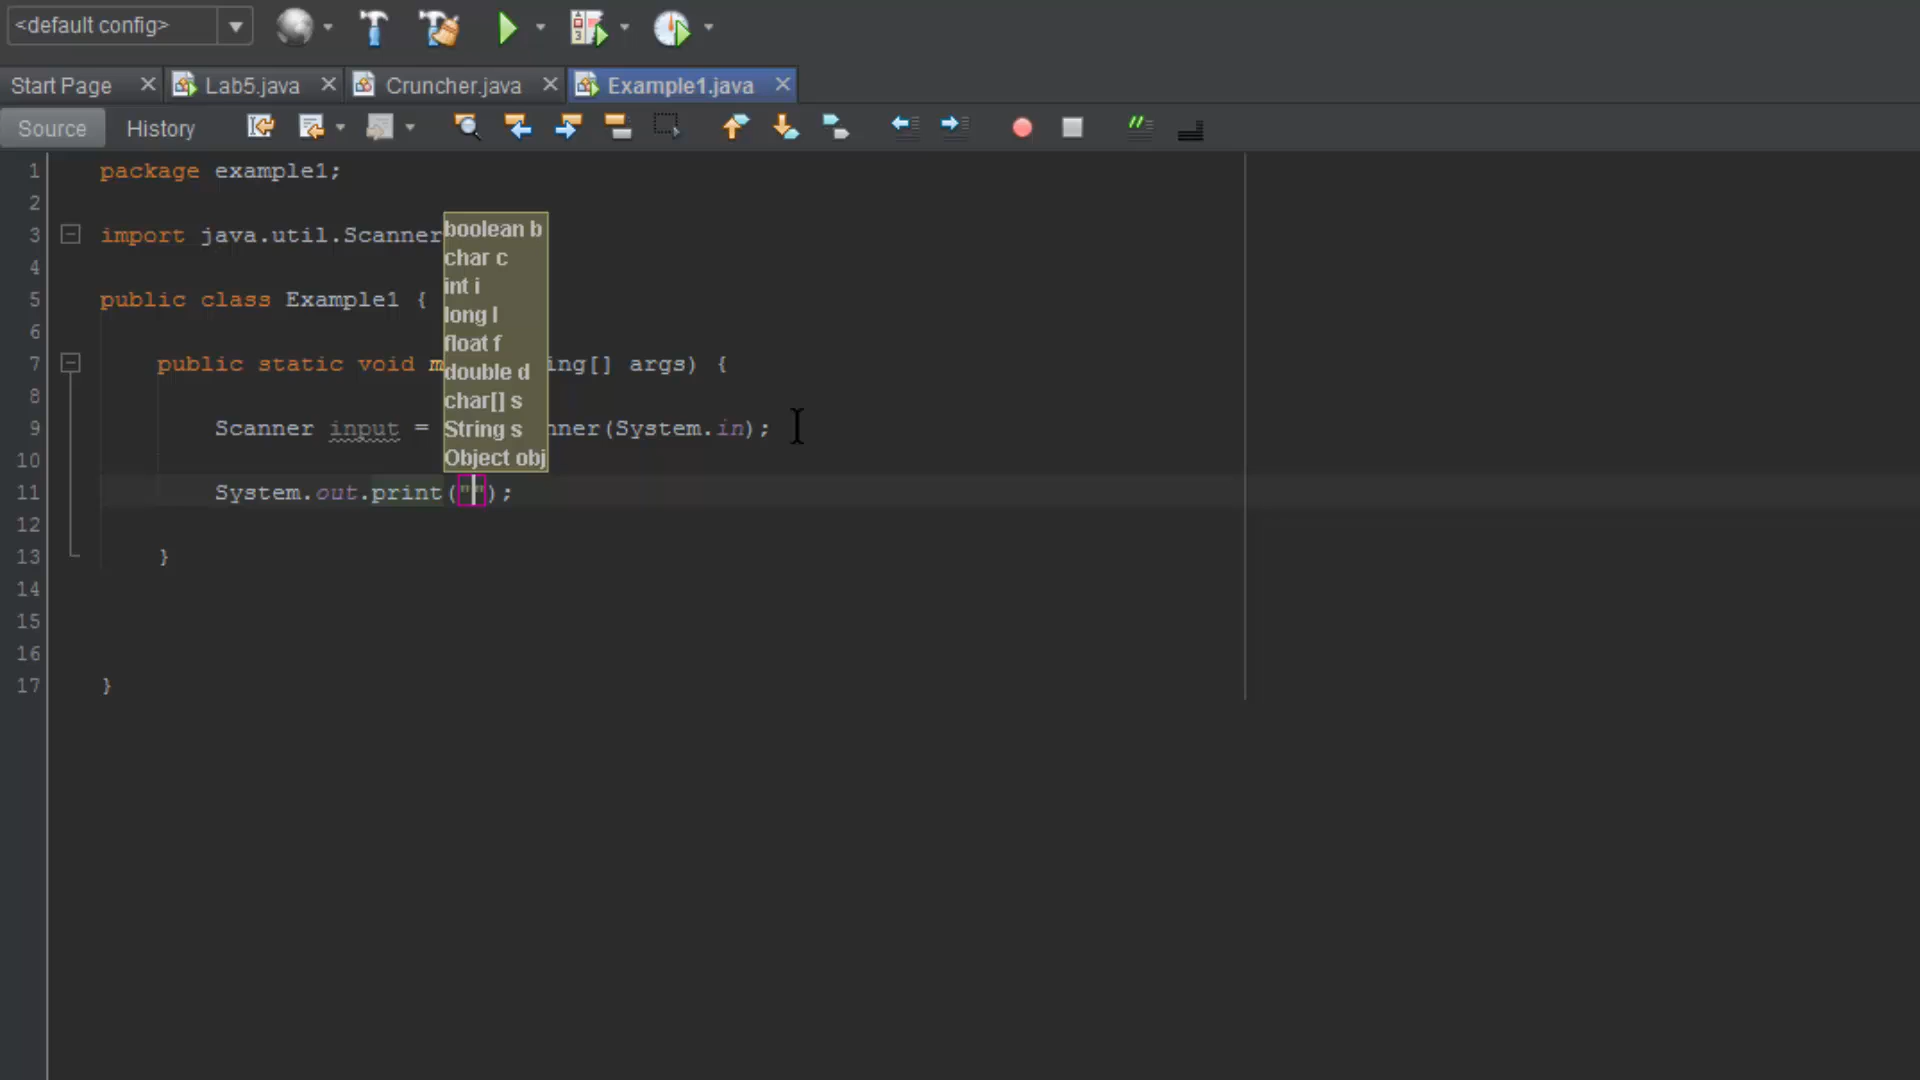 <default config>
Start Page
Lab5.java
Cruncher.java
Example1.java
Source
History
1 package example1;
2
3 import java.util.Scanner
4
5 public class Example1 {
6
7 public static void m ing[] args) {
8
9 Scanner input = nner(System.in);
10
11 System.out.print("");
12
13 }
14
15
16
17 }
boolean b
char c
int i
long l
float f
double d
char[] s
String s
Object obj